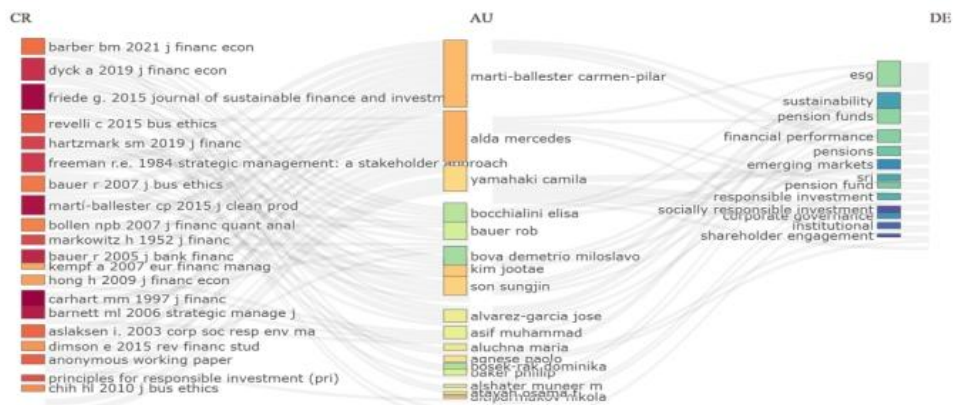 CR
AU
DE
barber bm 2021 j financ econ
dyck a 2019 j financ econ
friede g. 2015 journal of sustainable finance and investm
revelli c 2015 bus ethics
hartzmark sm 2019 j financ
freeman r.e. 1984 strategic management: a stakeholder approach
bauer r 2007 j bus ethics
marti-ballester cp 2015 j clean prod
bollen npb 2007 j financ quant anal
markowitz h 1952 j financ
bauer r 2005 j bank financ
kempf a 2007 eur financ manag
hong h 2009 j financ econ
carhart mm 1997 j financ
barnett ml 2006 strategic manage j
aslaksen i. 2003 corp soc resp env ma
dimson e 2015 rev financ stud
anonymous working paper
principles for responsible investment (pri)
chih hl 2010 j bus ethics
marti-ballester carmen-pilar
alda mercedes
yamahaki camila
bocchialini elisa
bauer rob
bova demetrio miloslavo
kim jootae
son sungjin
alvarez-garcia jose
asif muhammad
aluchna maria
agnese paolo
bosek-rak dominika
baker philip
alshater muneer m
atayah osama f
nikola
esg
sustainability
pension funds
financial performance
pensions
emerging markets
sri
pension fund
responsible investment
socially responsible investment
corporate governance
institutional
shareholder engagement